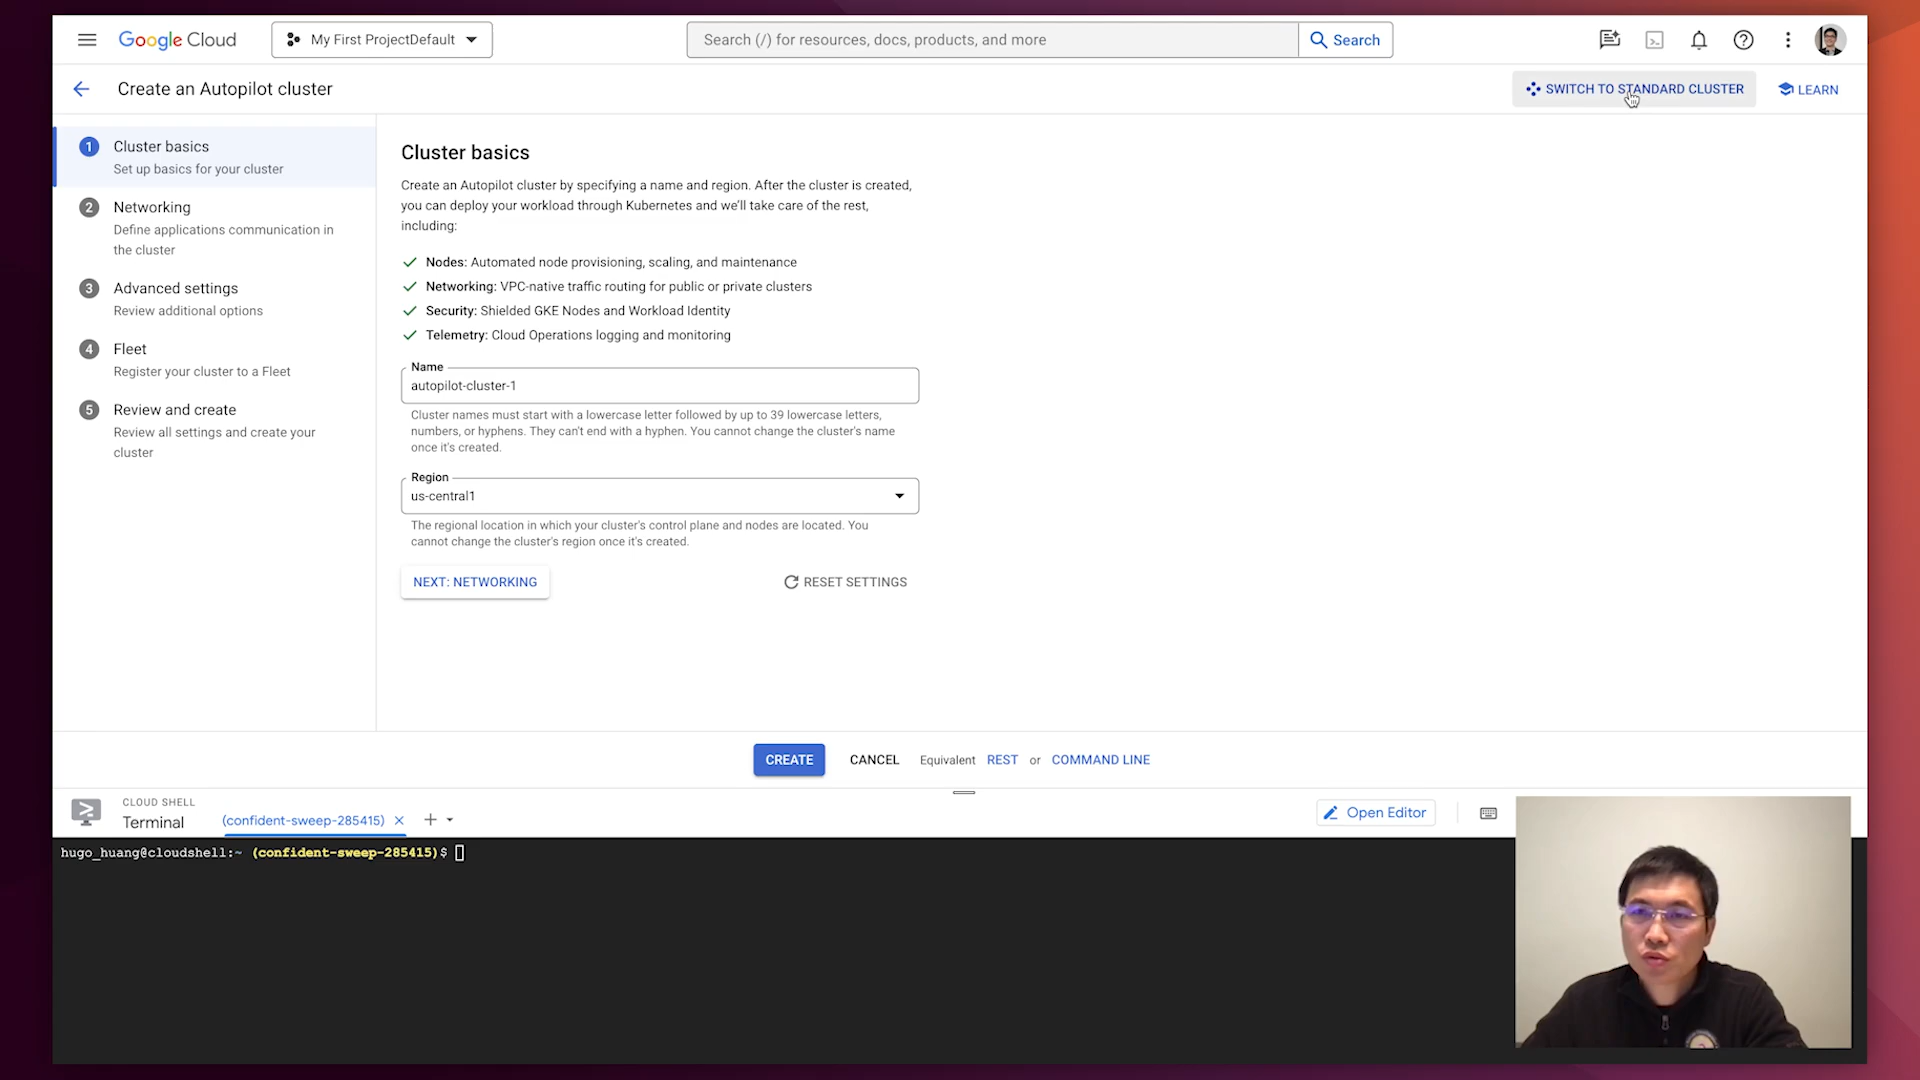 Google Cloud
My First ProjectDefault
Search (/) for resources, docs, products, and more
Search
Create an Autopilot cluster
SWITCH TO STANDARD CLUSTER
LEARN
1 Cluster basics
Set up basics for your cluster
2 Networking
Define applications communication in
the cluster
3 Advanced settings
Review additional options
4 Fleet
Register your cluster to a Fleet
5 Review and create
Review all settings and create your
cluster
Cluster basics
Create an Autopilot cluster by specifying a name and region. After the cluster is created,
you can deploy your workload through Kubernetes and we'll take care of the rest,
including:
Nodes: Automated node provisioning, scaling, and maintenance
Networking: VPC-native traffic routing for public or private clusters
Security: Shielded GKE Nodes and Workload Identity
Telemetry: Cloud Operations logging and monitoring
Name
autopilot-cluster-1
Cluster names must start with a lowercase letter followed by up to 39 lowercase letters,
numbers, or hyphens. They can't end with a hyphen. You cannot change the cluster's name
once it's created.
Region
us-central1
The regional location in which your cluster's control plane and nodes are located. You
cannot change the cluster's region once it's created.
NEXT: NETWORKING
RESET SETTINGS
CREATE
CANCEL
Equivalent REST or COMMAND LINE
CLOUD SHELL
Terminal
(confident-sweep-285415)
Open Editor
hugo_huang@cloudshell:~ (confident-sweep-285415)$